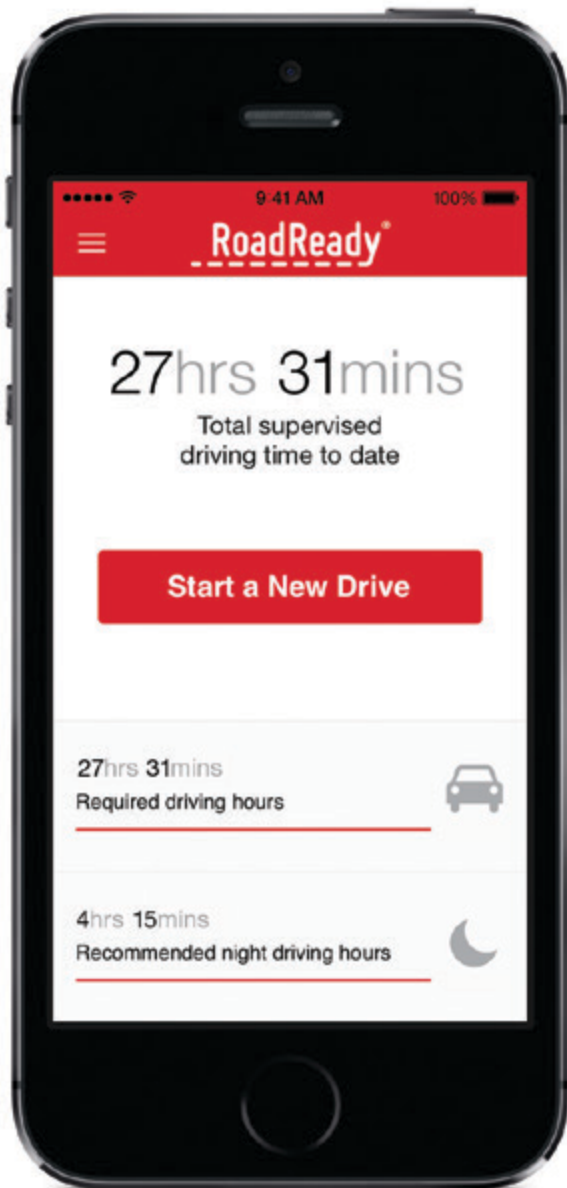 9:41 AM
100%
RoadReady®
27hrs 31mins
Total supervised
driving time to date
Start a New Drive
27hrs 31mins
Required driving hours
4hrs 15mins
Recommended night driving hours